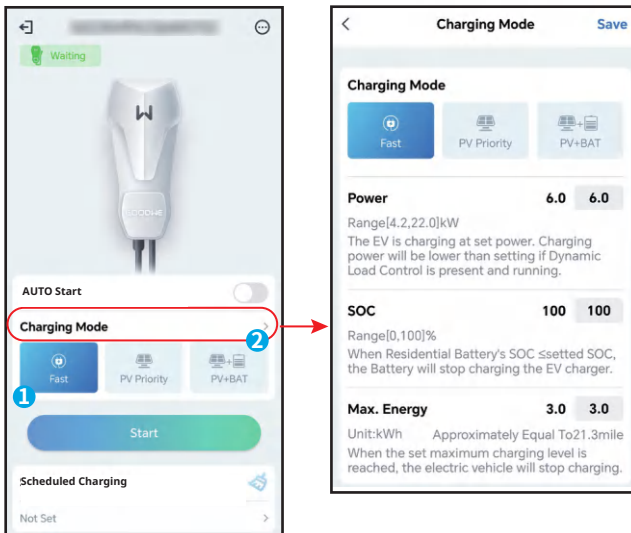 Waiting
W
GOODWE
AUTO Start
Charging Mode
2
Fast
PV Priority
PV+BAT
1
Start
Scheduled Charging
Not Set
Charging Mode
Save
Charging Mode
Fast
PV Priority
PV+BAT
Power 6.0 6.0
Range[4.2,22.0]kW
The EV is charging at set power. Charging
power will be lower than setting if Dynamic
Load Control is present and running.
SOC 100 100
Range[0,100]%
When Residential Battery's SOC ≤setted SOC,
the Battery will stop charging the EV charger.
Max. Energy 3.0 3.0
Unit:kWh Approximately Equal To21.3mile
When the set maximum charging level is
reached, the electric vehicle will stop charging.